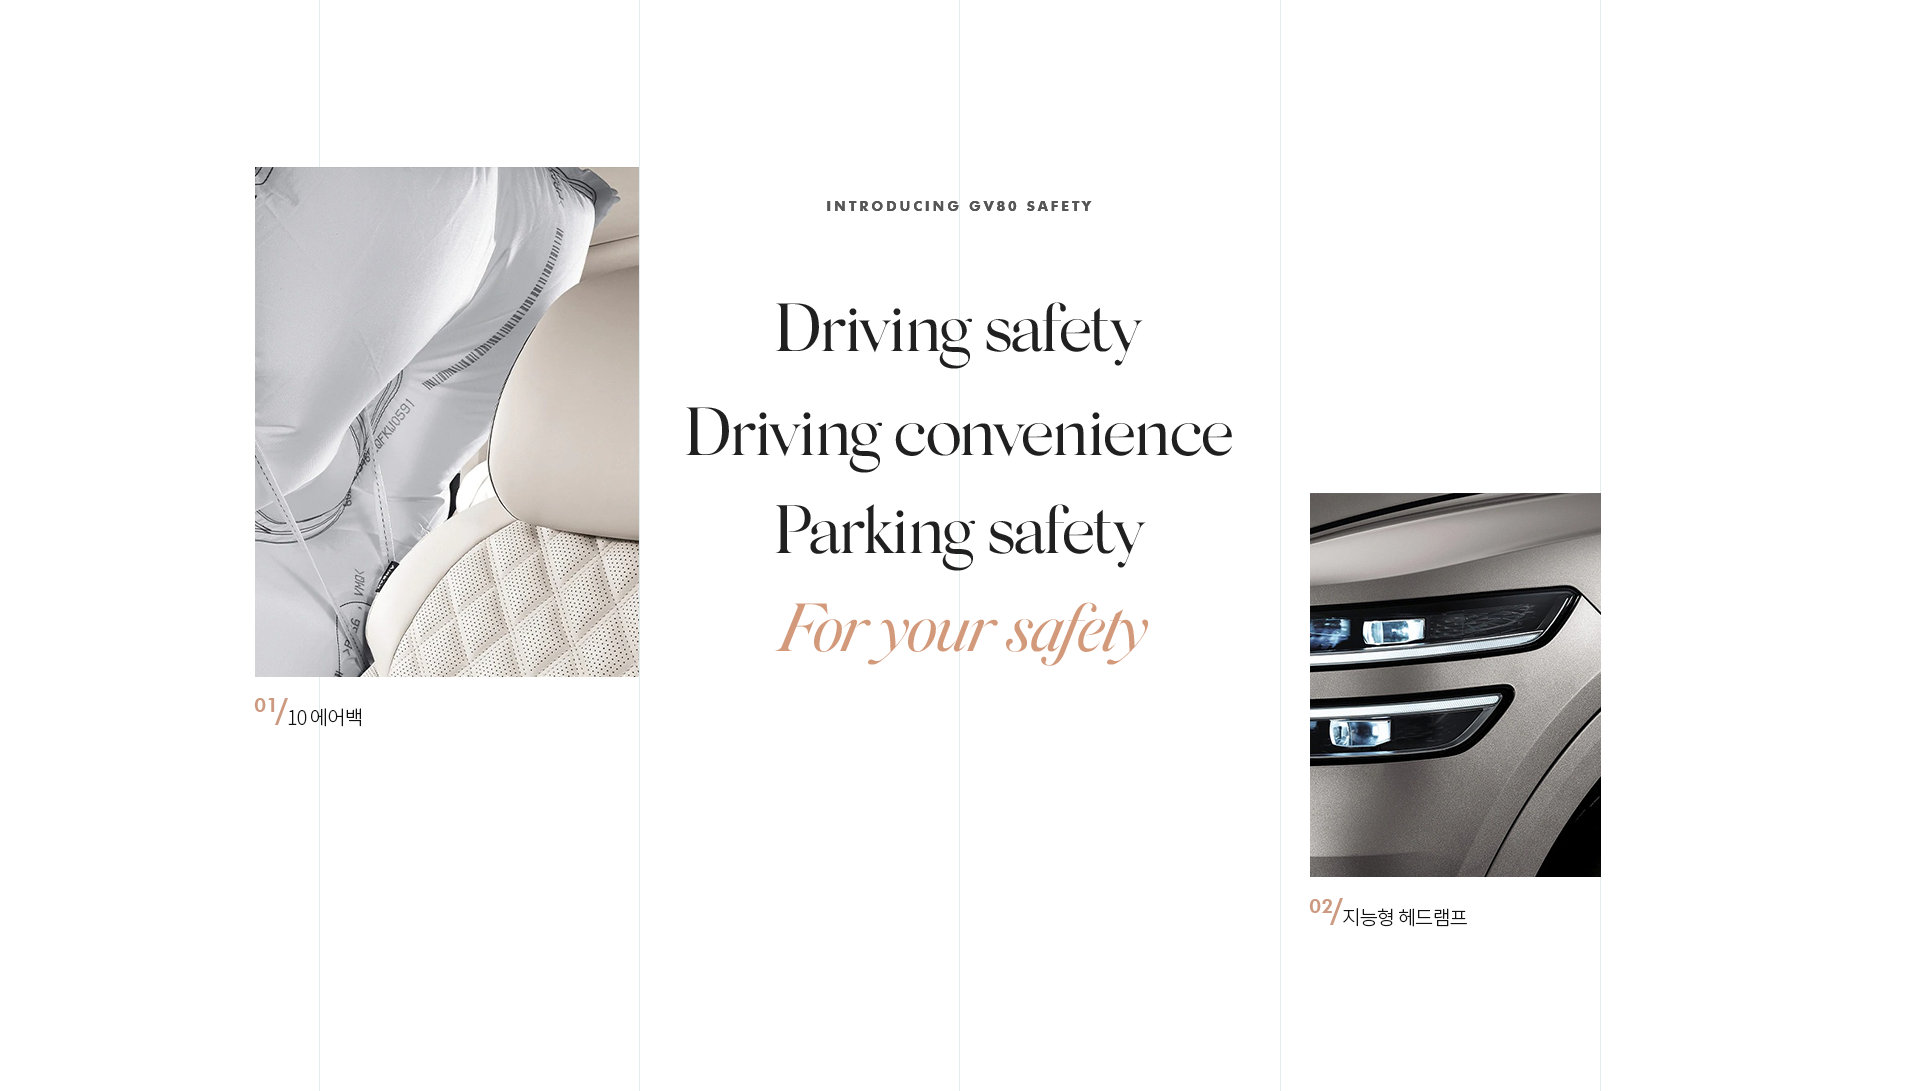 INTRODUCING GV80 SAFETY
Driving safety
Driving convenience
Parking safety
For your safety
01/10 에어백
02/지능형 헤드램프